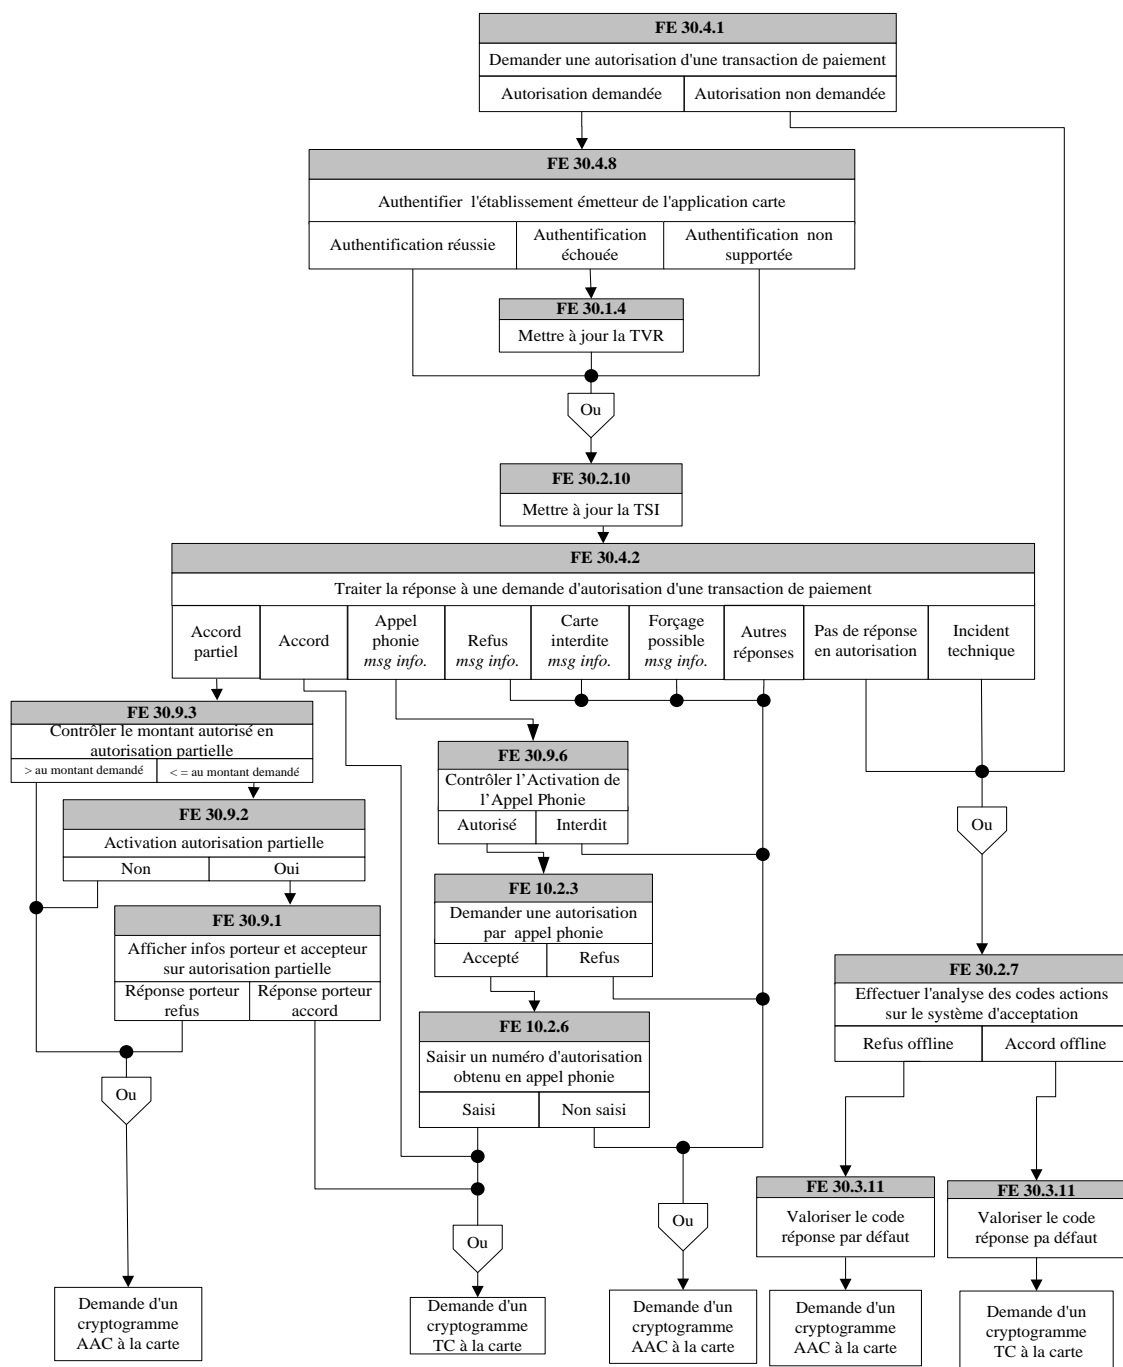 FE 30.4.1
Demander une autorisation d'une transaction de paiement
Autorisation demandée
Autorisation non demandée
FE 30.4.8
Authentifier l'établissement émetteur de l'application carte
Authentification réussie
Authentification
échouée
Authentification non
supportée
FE 30.1.4
Mettre à jour la TVR
Ou
FE 30.2.10
Mettre à jour la TSI
FE 30.4.2
Traiter la réponse à une demande d'autorisation d'une transaction de paiement
Accord
partiel
Accord
Appel
phonie
msg info.
Refus
msg info.
Carte
interdite
msg info.
Forçage
possible
msg info.
Autres
réponses
Pas de réponse
en autorisation
Incident
technique
FE 30.9.3
Contrôler le montant autorisé en
autorisation partielle
> au montant demandé
< = au montant demandé
FE 30.9.6
Contrôler l’Activation de
l’Appel Phonie
Autorisé
Interdit
Ou
FE 30.9.2
Activation autorisation partielle
Non
Oui
FE 10.2.3
Demander une autorisation
par appel phonie
Accepté
Refus
FE 30.9.1
Afficher infos porteur et accepteur
sur autorisation partielle
Réponse porteur
refus
Réponse porteur
accord
FE 30.2.7
Effectuer l'analyse des codes actions
sur le système d'acceptation
Refus offline
Accord offline
FE 10.2.6
Saisir un numéro d'autorisation
obtenu en appel phonie
Saisi
Non saisi
Ou
FE 30.3.11
Valoriser le code
réponse par défaut
FE 30.3.11
Valoriser le code
réponse pa défaut
Ou
Ou
Demande d'un
cryptogramme
AAC à la carte
Demande d'un
cryptogramme
TC à la carte
Demande d'un
cryptogramme
AAC à la carte
Demande d'un
cryptogramme
AAC à la carte
Demande d'un
cryptogramme
TC à la carte